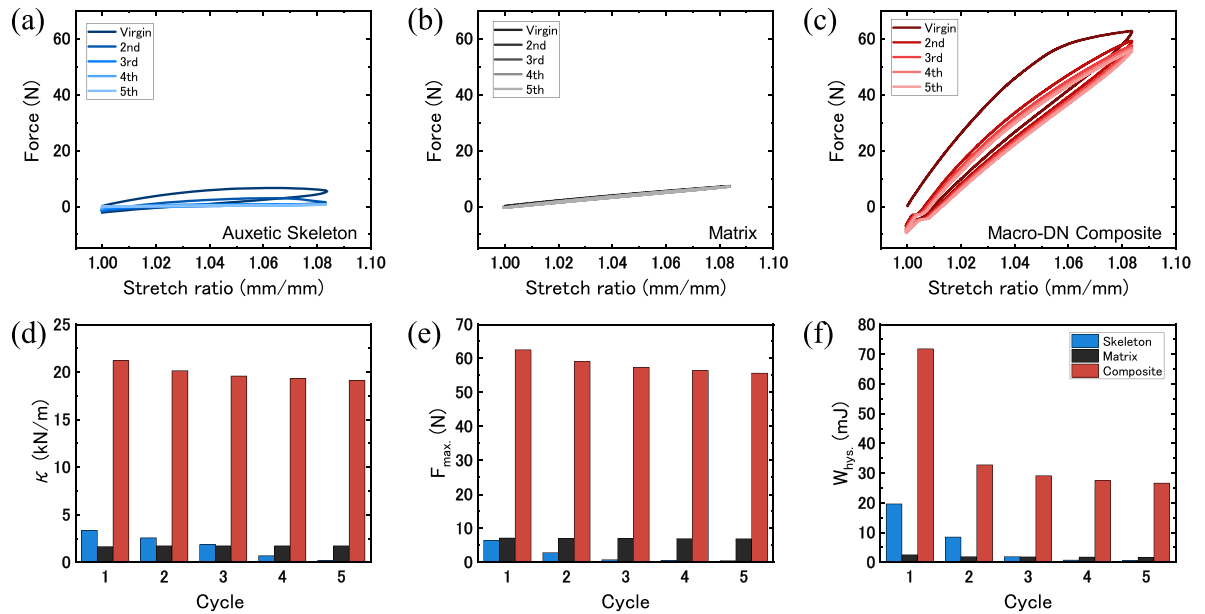 (a)
Force (N)
60
40
20
0
Virgin
2nd
3rd
4th
5th
Auxetic Skeleton
1.00 1.02 1.04 1.06 1.08 1.10
Stretch ratio (mm/mm)
(b)
Force (N)
60
40
20
0
Virgin
2nd
3rd
4th
5th
Matrix
1.00 1.02 1.04 1.06 1.08 1.10
Stretch ratio (mm/mm)
(c)
Force (N)
60
40
20
0
Virgin
2nd
3rd
4th
5th
Macro-DN Composite
1.00 1.02 1.04 1.06 1.08 1.10
Stretch ratio (mm/mm)
(d)
κ (kN/m)
25
20
15
10
5
0
1 2 3 4 5
Cycle
(e)
Fmax. (N)
70
60
50
40
30
20
10
0
1 2 3 4 5
Cycle
(f)
Whys. (mJ)
80
70
60
50
40
30
20
10
0
Skeleton
Matrix
Composite
1 2 3 4 5
Cycle